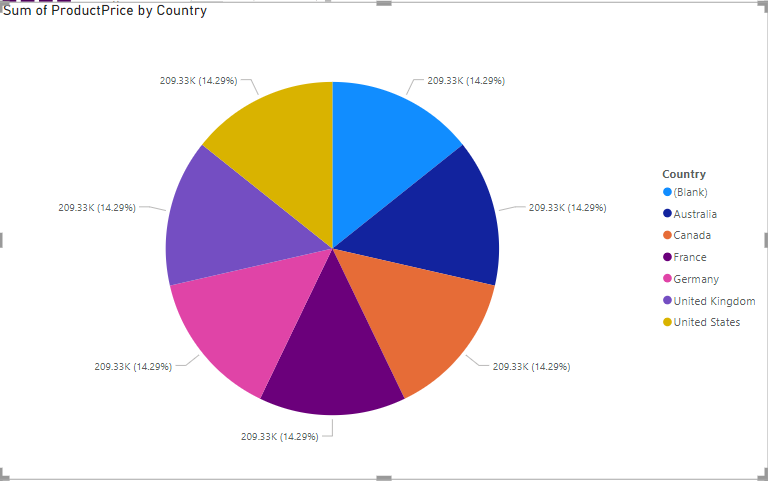 Sum of ProductPrice by Country
209.33K (14.29%)
209.33K (14.29%)
209.33K (14.29%)
209.33K (14.29%)
209.33K (14.29%)
209.33K (14.29%)
209.33K (14.29%)
Country
(Blank)
Australia
Canada
France
Germany
United Kingdom
United States